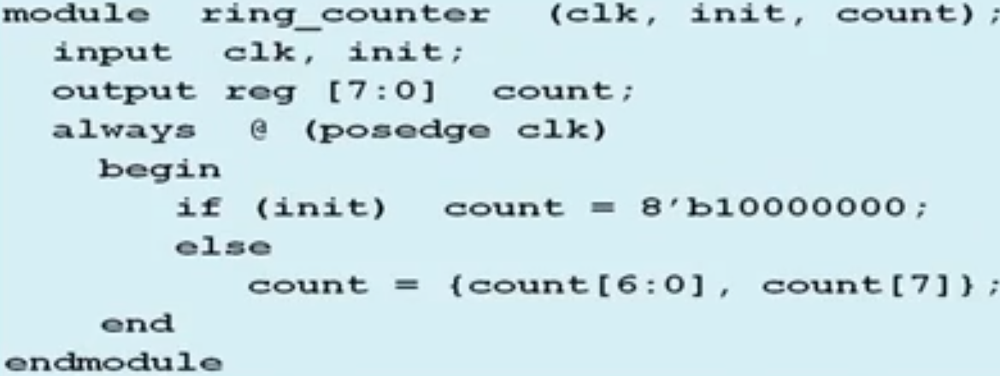 module ring_counter (clk, init, count);
input clk, init;
output reg [7:0] count;
always @ (posedge clk)
begin
if (init) count = 8'b10000000;
else
count = {count[6:0], count[7]};
end
endmodule